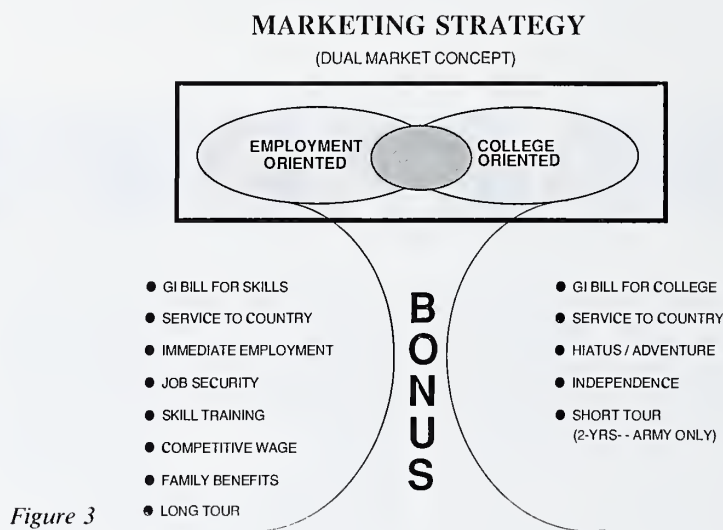 MARKETING STRATEGY
(DUAL MARKET CONCEPT)
EMPLOYMENT
ORIENTED
COLLEGE
ORIENTED
● GI BILL FOR SKILLS
● SERVICE TO COUNTRY
● IMMEDIATE EMPLOYMENT
● JOB SECURITY
● SKILL TRAINING
● COMPETITIVE WAGE
● FAMILY BENEFITS
● LONG TOUR
BONUS
● GI BILL FOR COLLEGE
● SERVICE TO COUNTRY
● HIATUS / ADVENTURE
● INDEPENDENCE
● SHORT TOUR
(2-YRS- - ARMY ONLY)
Figure 3